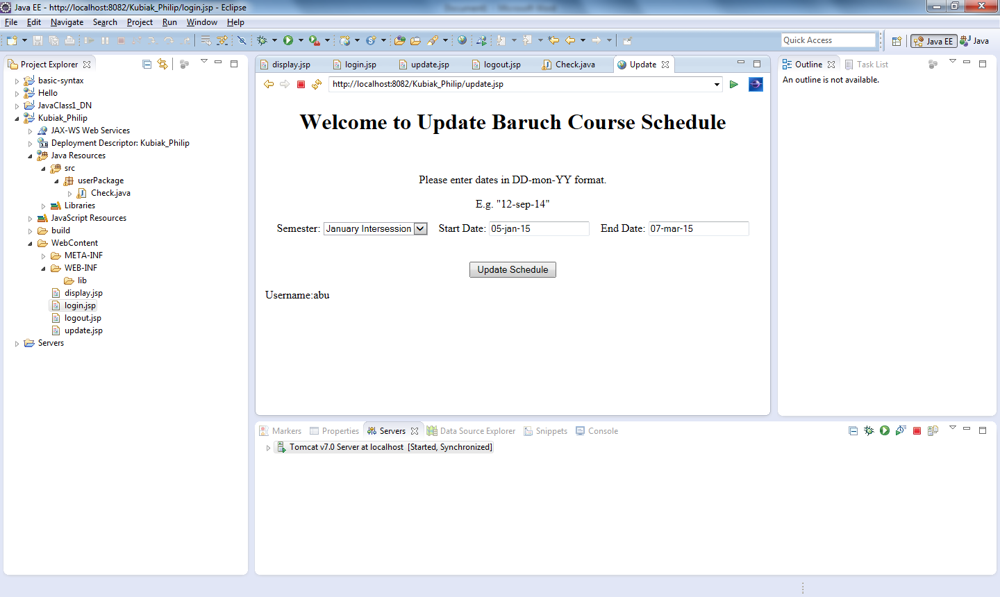 Java EE - http://localhost:8082/Kubiak_Philip/login.jsp - Eclipse
File Edit Navigate Search Project Run Window Help
Quick Access
Java EE
Java
Project Explorer
basic-syntax
Hello
JavaClass1_DN
Kubiak_Philip
JAX-WS Web Services
3.0 Deployment Descriptor: Kubiak_Philip
Java Resources
src
userPackage
Check.java
Libraries
JavaScript Resources
build
WebContent
META-INF
WEB-INF
lib
display.jsp
login.jsp
logout.jsp
update.jsp
Servers
display.jsp login.jsp update.jsp logout.jsp Check.java Update
http://localhost:8082/Kubiak_Philip/update.jsp
Welcome to Update Baruch Course Schedule
Please enter dates in DD-mon-YY format.
E.g. "12-sep-14"
Semester: January Intersession Start Date: 05-jan-15 End Date: 07-mar-15
Update Schedule
Username:abu
Outline Task List
An outline is not available.
Markers Properties Servers Data Source Explorer Snippets Console
Tomcat v7.0 Server at localhost [Started, Synchronized]